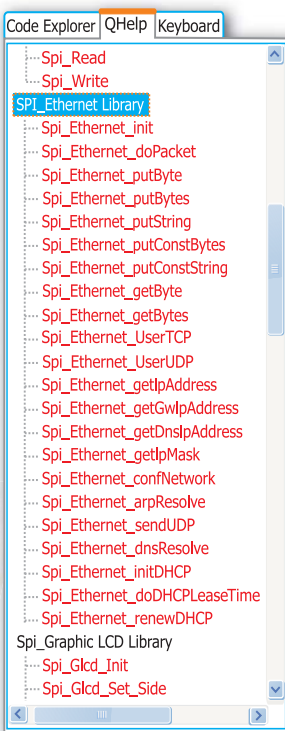 Code Explorer QHelp Keyboard
Spi_Read
Spi_Write
SPI_Ethernet Library
Spi_Ethernet_init
Spi_Ethernet_doPacket
Spi_Ethernet_putByte
Spi_Ethernet_putBytes
Spi_Ethernet_putString
Spi_Ethernet_putConstBytes
Spi_Ethernet_putConstString
Spi_Ethernet_getByte
Spi_Ethernet_getBytes
Spi_Ethernet_UserTCP
Spi_Ethernet_UserUDP
Spi_Ethernet_getIpAddress
Spi_Ethernet_getGwIpAddress
Spi_Ethernet_getDnsIpAddress
Spi_Ethernet_getIpMask
Spi_Ethernet_confNetwork
Spi_Ethernet_arpResolve
Spi_Ethernet_sendUDP
Spi_Ethernet_dnsResolve
Spi_Ethernet_initDHCP
Spi_Ethernet_doDHCPLeaseTime
Spi_Ethernet_renewDHCP
Spi_Graphic LCD Library
Spi_Glcd_Init
Spi_Glcd_Set_Side